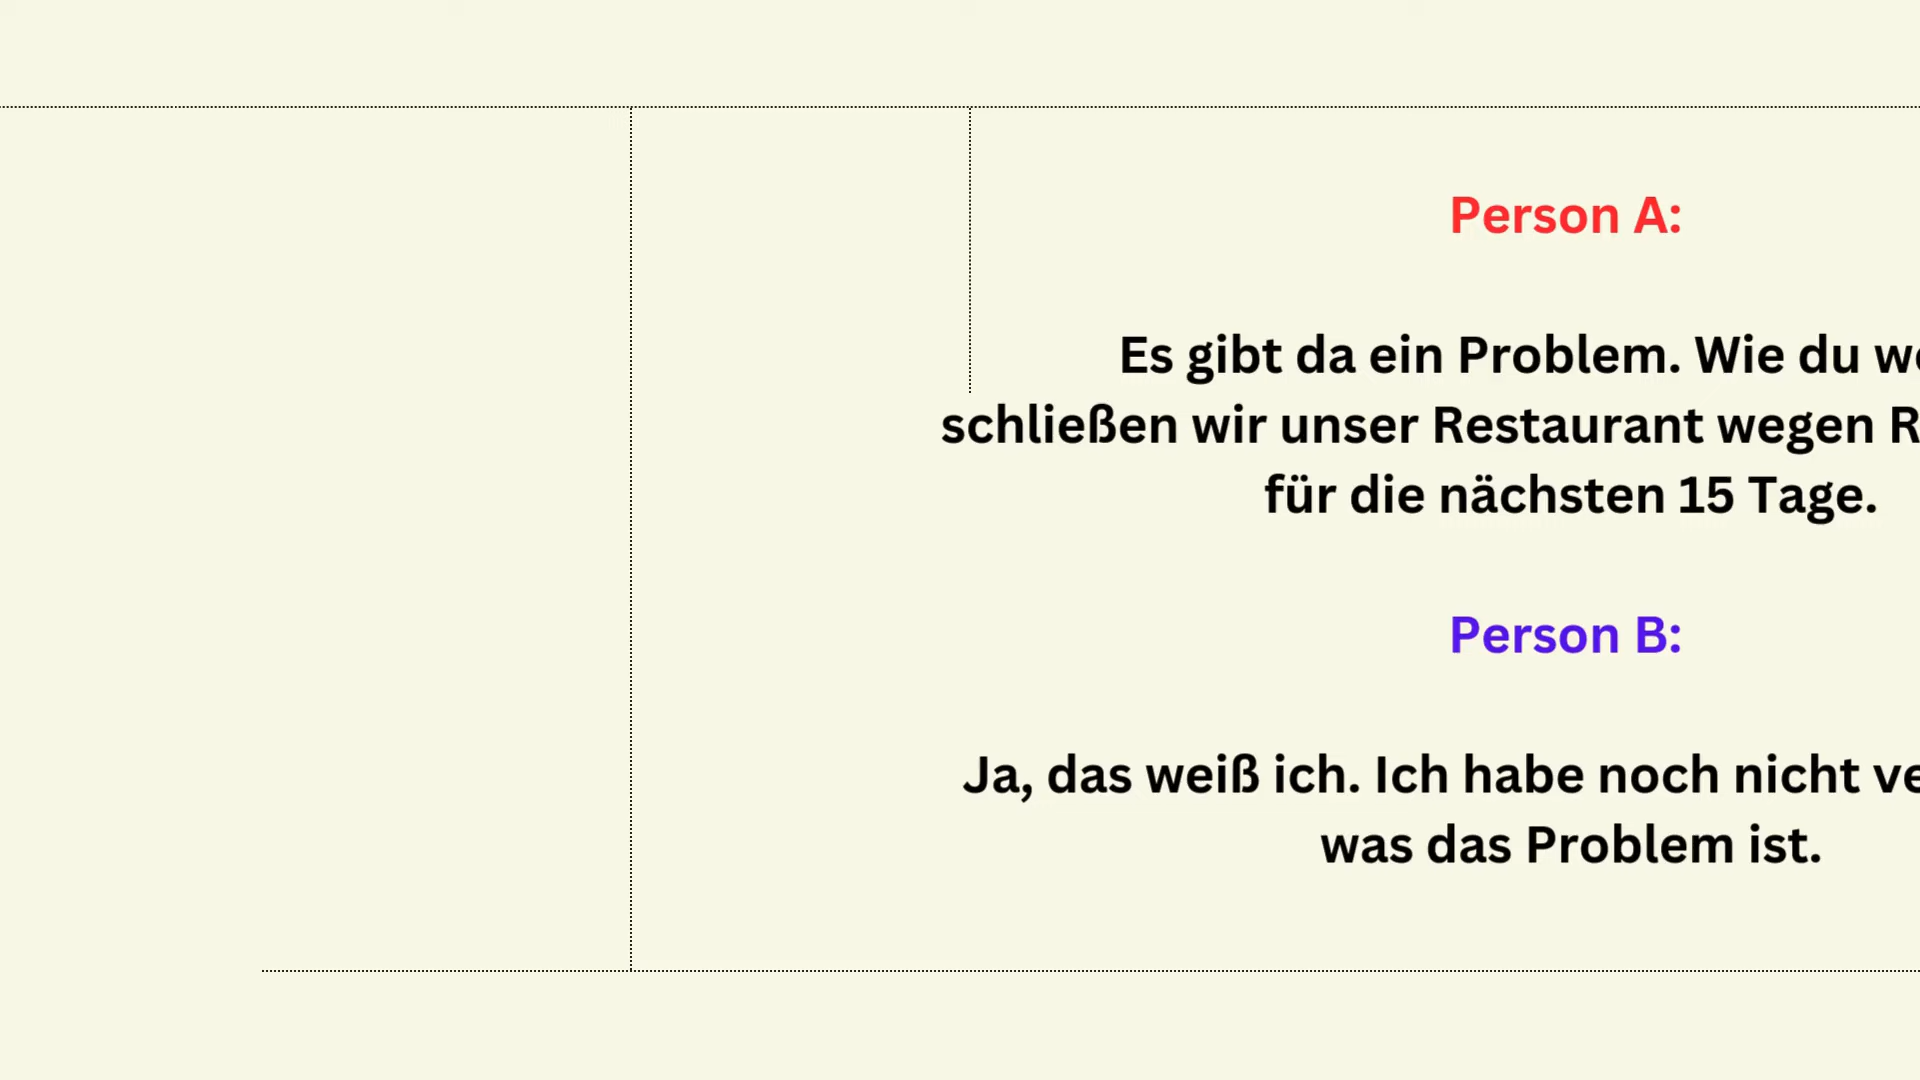 Person A:
Es gibt da ein Problem. Wie du
schließen wir unser Restaurant wegen
für die nächsten 15 Tage.
Person B:
Ja, das weiß ich. Ich habe noch nicht
was das Problem ist.